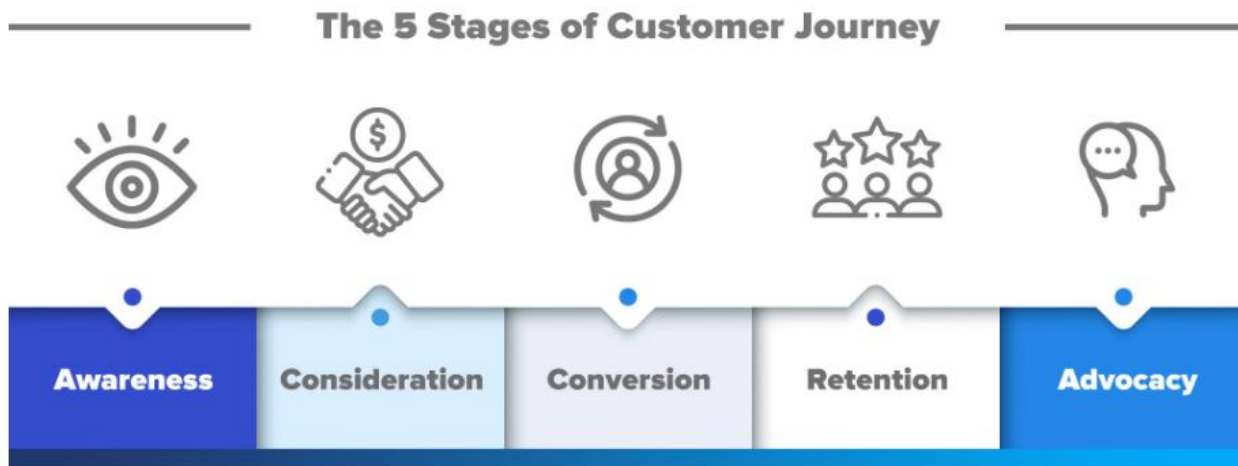 The 5 Stages of Customer Journey
$
Awareness
Consideration
Conversion
Retention
Advocacy